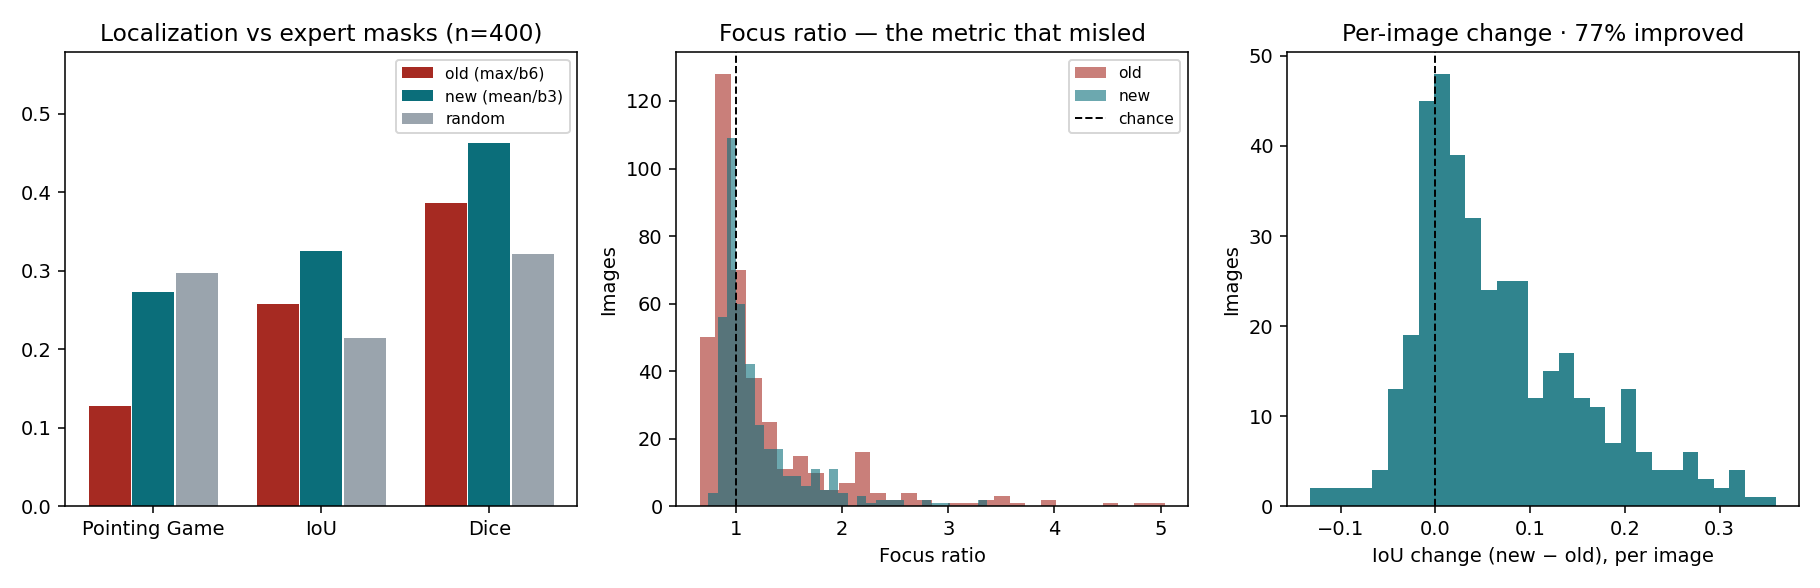 Localization vs expert masks (n=400)
old (max/b6)
new (mean/b3)
random
0.5
0.4
0.3
0.2
0.1
0.0
Pointing Game
IoU
Dice
Focus ratio — the metric that misled
old
new
chance
Images
120
100
80
60
40
20
0
1
2
3
4
5
Focus ratio
Per-image change · 77% improved
Images
50
40
30
20
10
0
−0.1
0.0
0.1
0.2
0.3
IoU change (new − old), per image